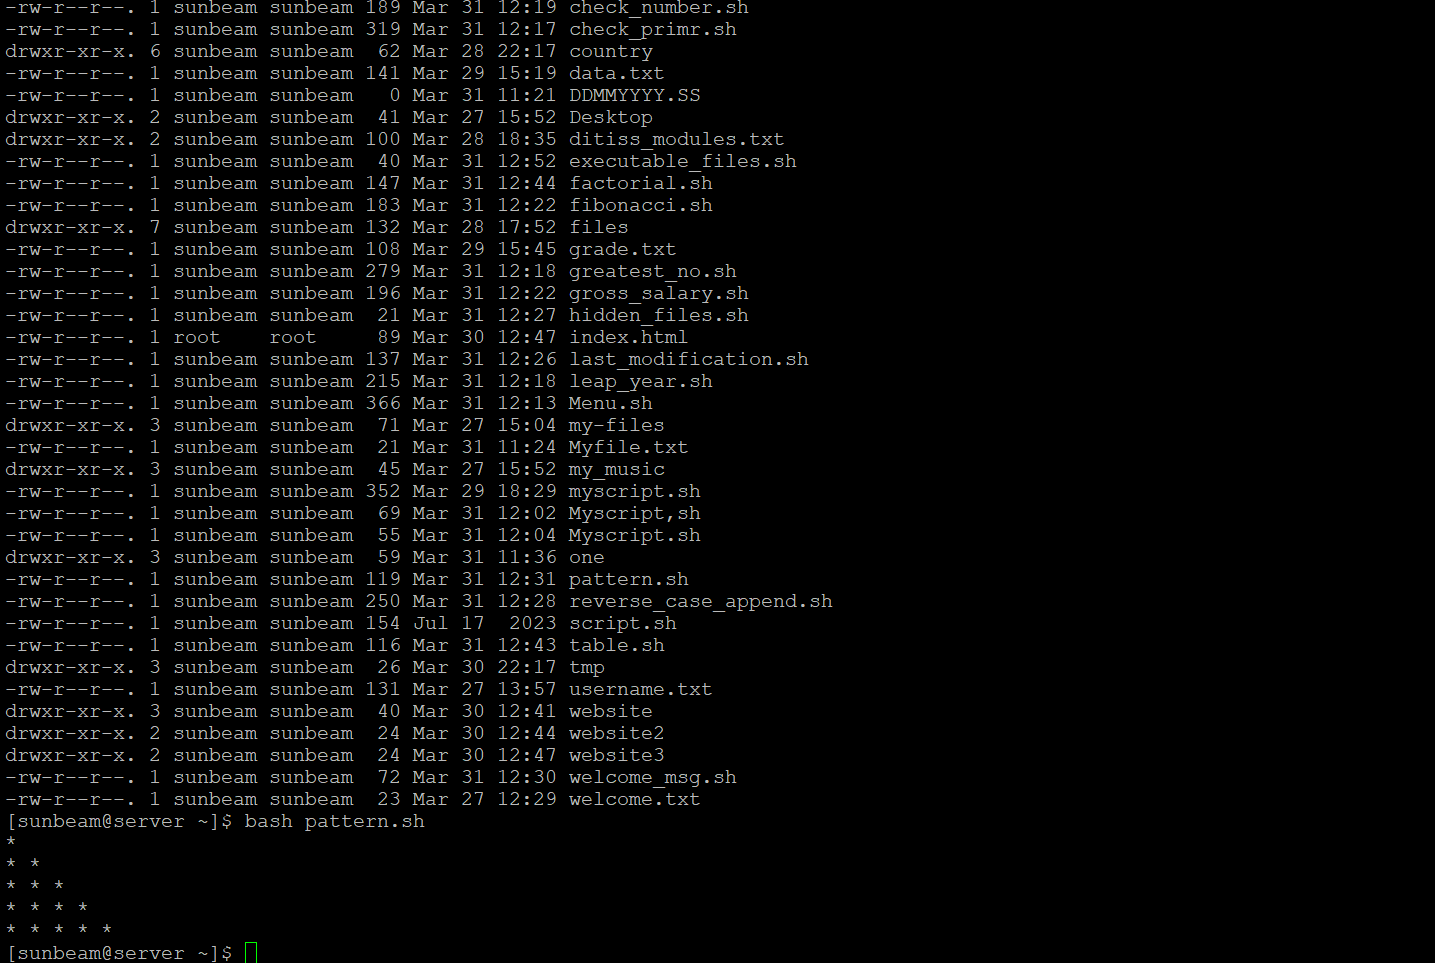 -rw-r--r--. 1 sunbeam sunbeam 189 Mar 31 12:19 check_number.sh
-rw-r--r--. 1 sunbeam sunbeam 319 Mar 31 12:17 check_primr.sh
drwxr-xr-x. 6 sunbeam sunbeam  62 Mar 28 22:17 country
-rw-r--r--. 1 sunbeam sunbeam 141 Mar 29 15:19 data.txt
-rw-r--r--. 1 sunbeam sunbeam   0 Mar 31 11:21 DDMMYYYY.SS
drwxr-xr-x. 2 sunbeam sunbeam  41 Mar 27 15:52 Desktop
drwxr-xr-x. 2 sunbeam sunbeam 100 Mar 28 18:35 ditiss_modules.txt
-rw-r--r--. 1 sunbeam sunbeam  40 Mar 31 12:52 executable_files.sh
-rw-r--r--. 1 sunbeam sunbeam 147 Mar 31 12:44 factorial.sh
-rw-r--r--. 1 sunbeam sunbeam 183 Mar 31 12:22 fibonacci.sh
drwxr-xr-x. 7 sunbeam sunbeam 132 Mar 28 17:52 files
-rw-r--r--. 1 sunbeam sunbeam 108 Mar 29 15:45 grade.txt
-rw-r--r--. 1 sunbeam sunbeam 279 Mar 31 12:18 greatest_no.sh
-rw-r--r--. 1 sunbeam sunbeam 196 Mar 31 12:22 gross_salary.sh
-rw-r--r--. 1 sunbeam sunbeam  21 Mar 31 12:27 hidden_files.sh
-rw-r--r--. 1 root    root     89 Mar 30 12:47 index.html
-rw-r--r--. 1 sunbeam sunbeam 137 Mar 31 12:26 last_modification.sh
-rw-r--r--. 1 sunbeam sunbeam 215 Mar 31 12:18 leap_year.sh
-rw-r--r--. 1 sunbeam sunbeam 366 Mar 31 12:13 Menu.sh
drwxr-xr-x. 3 sunbeam sunbeam  71 Mar 27 15:04 my-files
-rw-r--r--. 1 sunbeam sunbeam  21 Mar 31 11:24 Myfile.txt
drwxr-xr-x. 3 sunbeam sunbeam  45 Mar 27 15:52 my_music
-rw-r--r--. 1 sunbeam sunbeam 352 Mar 29 18:29 myscript.sh
-rw-r--r--. 1 sunbeam sunbeam  69 Mar 31 12:02 Myscript,sh
-rw-r--r--. 1 sunbeam sunbeam  55 Mar 31 12:04 Myscript.sh
drwxr-xr-x. 3 sunbeam sunbeam  59 Mar 31 11:36 one
-rw-r--r--. 1 sunbeam sunbeam 119 Mar 31 12:31 pattern.sh
-rw-r--r--. 1 sunbeam sunbeam 250 Mar 31 12:28 reverse_case_append.sh
-rw-r--r--. 1 sunbeam sunbeam 154 Jul 17  2023 script.sh
-rw-r--r--. 1 sunbeam sunbeam 116 Mar 31 12:43 table.sh
drwxr-xr-x. 3 sunbeam sunbeam  26 Mar 30 22:17 tmp
-rw-r--r--. 1 sunbeam sunbeam 131 Mar 27 13:57 username.txt
drwxr-xr-x. 3 sunbeam sunbeam  40 Mar 30 12:41 website
drwxr-xr-x. 2 sunbeam sunbeam  24 Mar 30 12:44 website2
drwxr-xr-x. 2 sunbeam sunbeam  24 Mar 30 12:47 website3
-rw-r--r--. 1 sunbeam sunbeam  72 Mar 31 12:30 welcome_msg.sh
-rw-r--r--. 1 sunbeam sunbeam  23 Mar 27 12:29 welcome.txt
[sunbeam@server ~]$ bash pattern.sh
*
* *
* * *
* * * *
* * * * *
[sunbeam@server ~]$